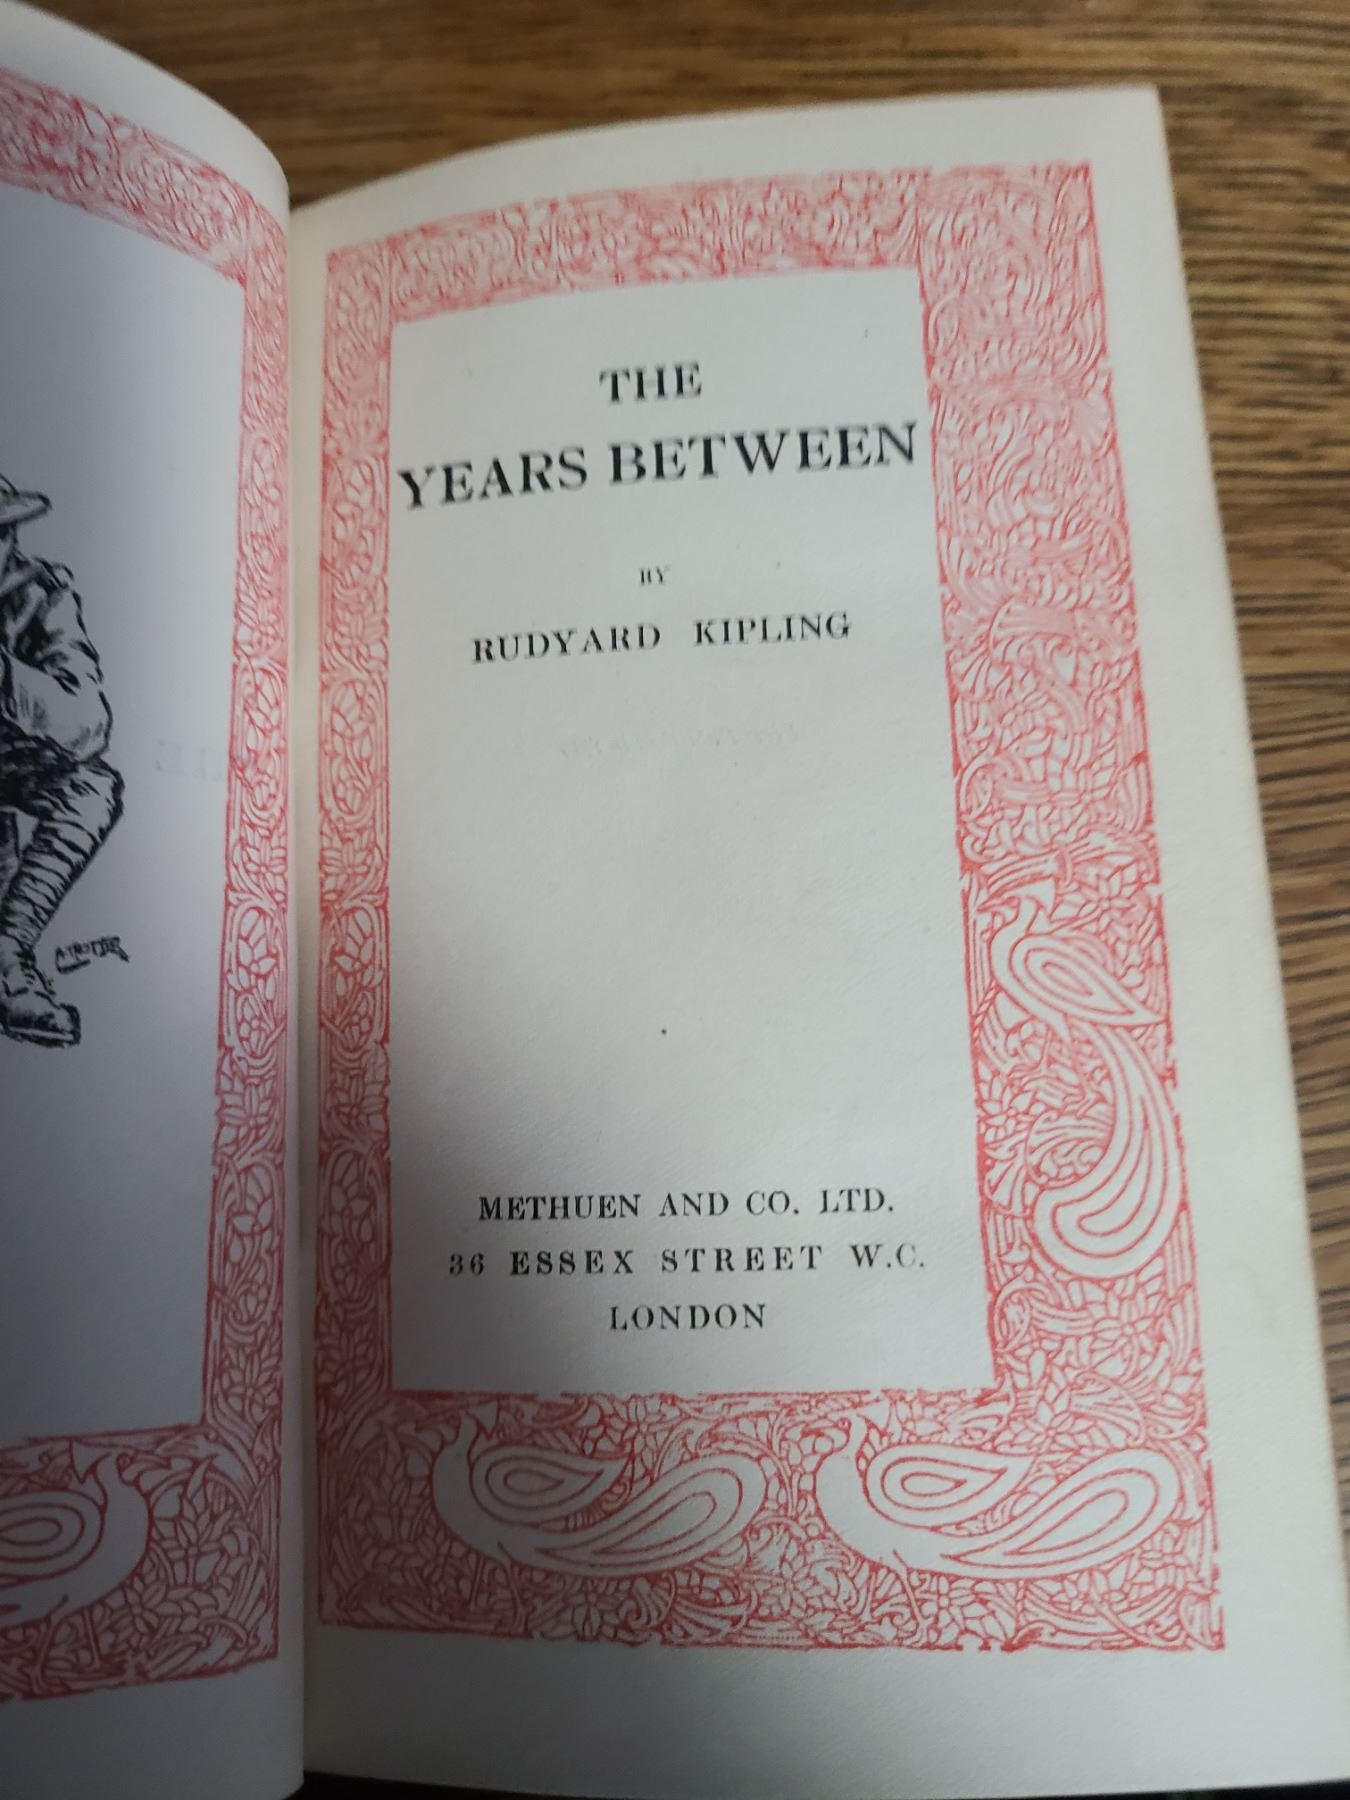 THE
YEARS BETWEEN
BY
RUDYARD KIPLING
METHUEN AND CO. LTD.
36 ESSEX STREET W.C.
LONDON